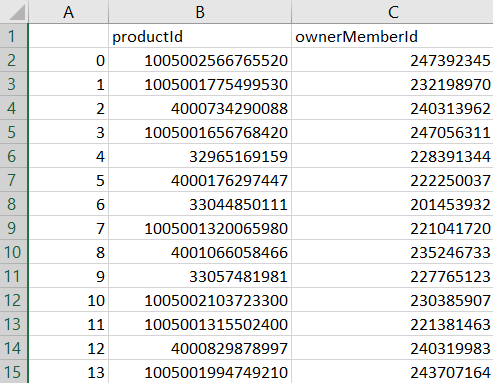 A B C
1 productId ownerMemberId
2 0 1005002566765520 247392345
3 1 1005001775499530 232198970
4 2 4000734290088 240313962
5 3 1005001656768420 247056311
6 4 32965169159 228391344
7 5 4000176297447 222250037
8 6 33044850111 201453932
9 7 1005001320065980 221041720
10 8 4001066058466 235246733
11 9 33057481981 227765123
12 10 1005002103723300 230385907
13 11 1005001315502400 221381463
14 12 4000829878997 240319983
15 13 1005001994749210 243707164